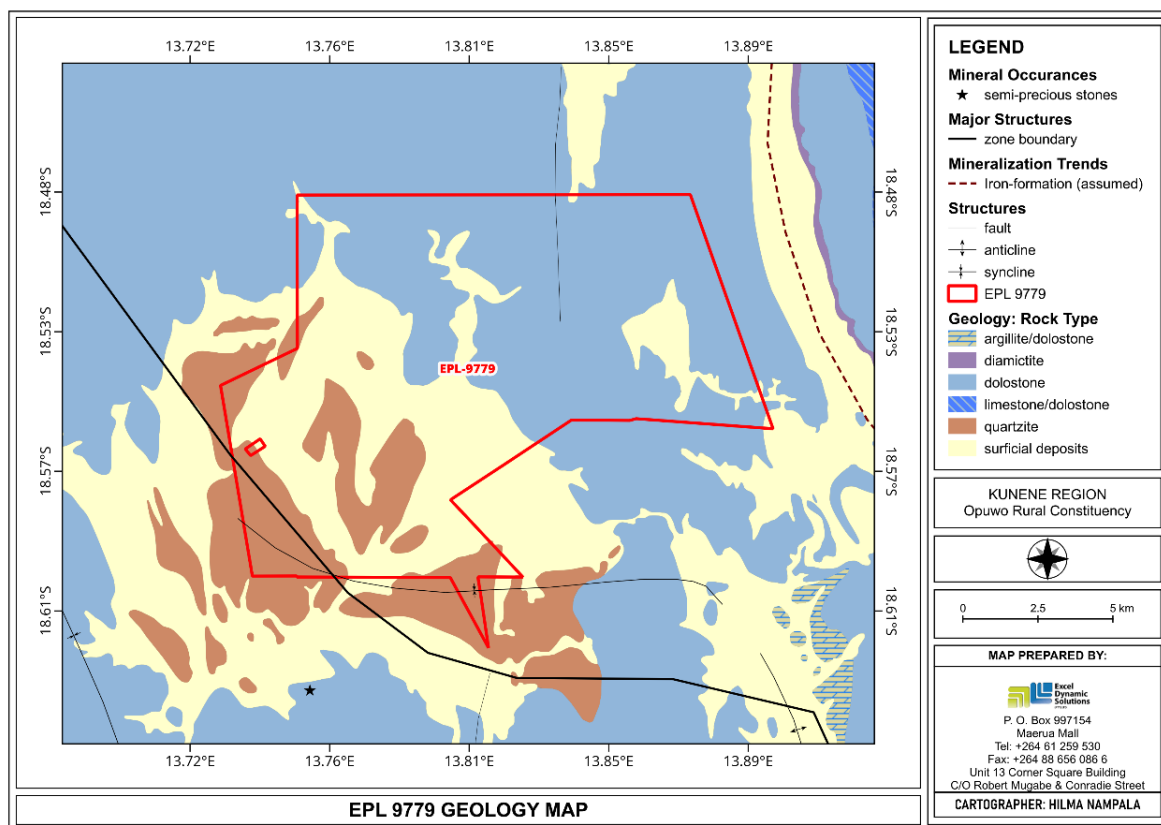 13.72°E 13.76°E 13.81°E 13.85°E 13.89°E
18.48°S 18.48°S
18.53°S 18.53°S
EPL-9779
18.57°S 18.57°S
18.61°S 18.61°S
13.72°E 13.76°E 13.81°E 13.85°E 13.89°E
EPL 9779 GEOLOGY MAP
LEGEND
Mineral Occurances
semi-precious stones
Major Structures
zone boundary
Mineralization Trends
Iron-formation (assumed)
Structures
fault
anticline
syncline
EPL 9779
Geology: Rock Type
argillite/dolostone
diamictite
dolostone
limestone/dolostone
quartzite
surficial deposits
KUNENE REGION
Opuwo Rural Constituency
0 2.5 5 km
MAP PREPARED BY:
Excel
Dynamic
Solutions
P. O. Box 997154
Maerua Mall
Tel: +264 61 259 530
Fax: +264 88 656 086 6
Unit 13 Corner Square Building
C/O Robert Mugabe & Conradie Street
CARTOGRAPHER: HILMA NAMPALA